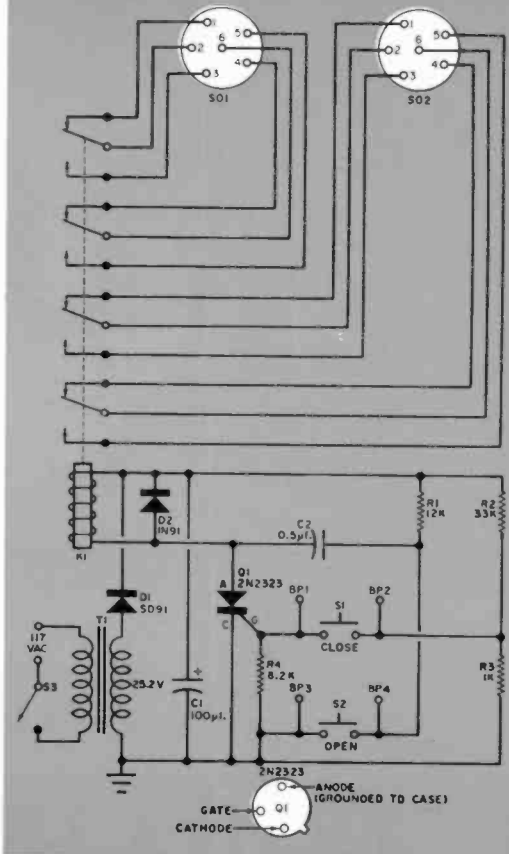 1
2
3
4
5
6
SO1
1
2
3
4
5
6
SO2
K1
D2
1N91
C2
0.5µf.
R1
12K
R2
33K
Q1
2N2323
A
C
G
BP1
S1
BP2
CLOSE
D1
SD91
T1
117
VAC
S3
25.2V
+
C1
100µf.
R4
8.2K
BP3
S2
BP4
OPEN
R3
1K
2N2323
ANODE
(GROUNDED TO CASE)
Q1
GATE
CATHODE